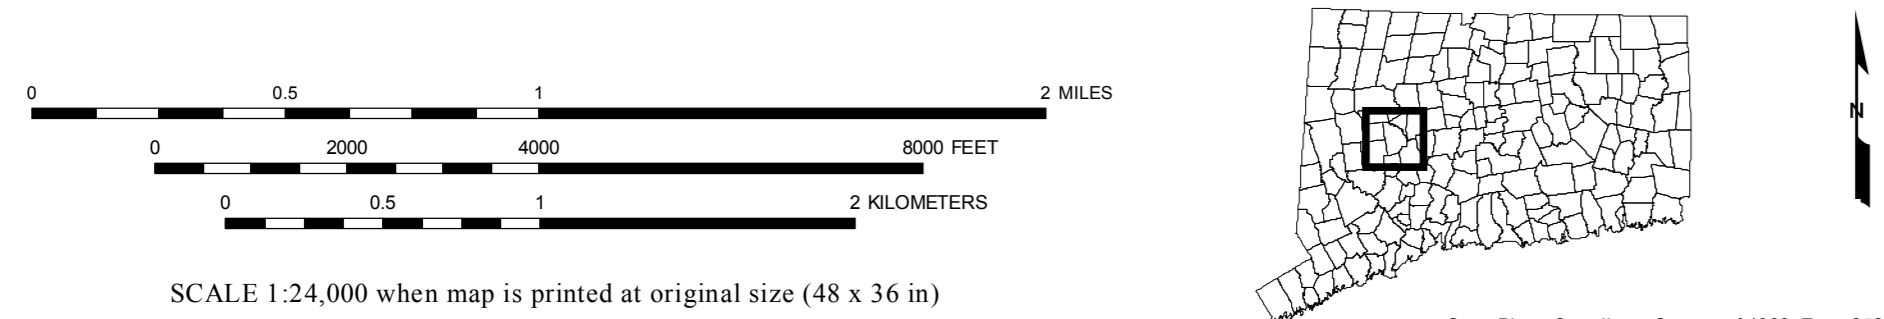 0 0.5 1 2 MILES
0 2000 4000 8000 FEET
0 0.5 1 2 KILOMETERS
SCALE 1:24,000 when map is printed at original size (48 x 36 in)
N